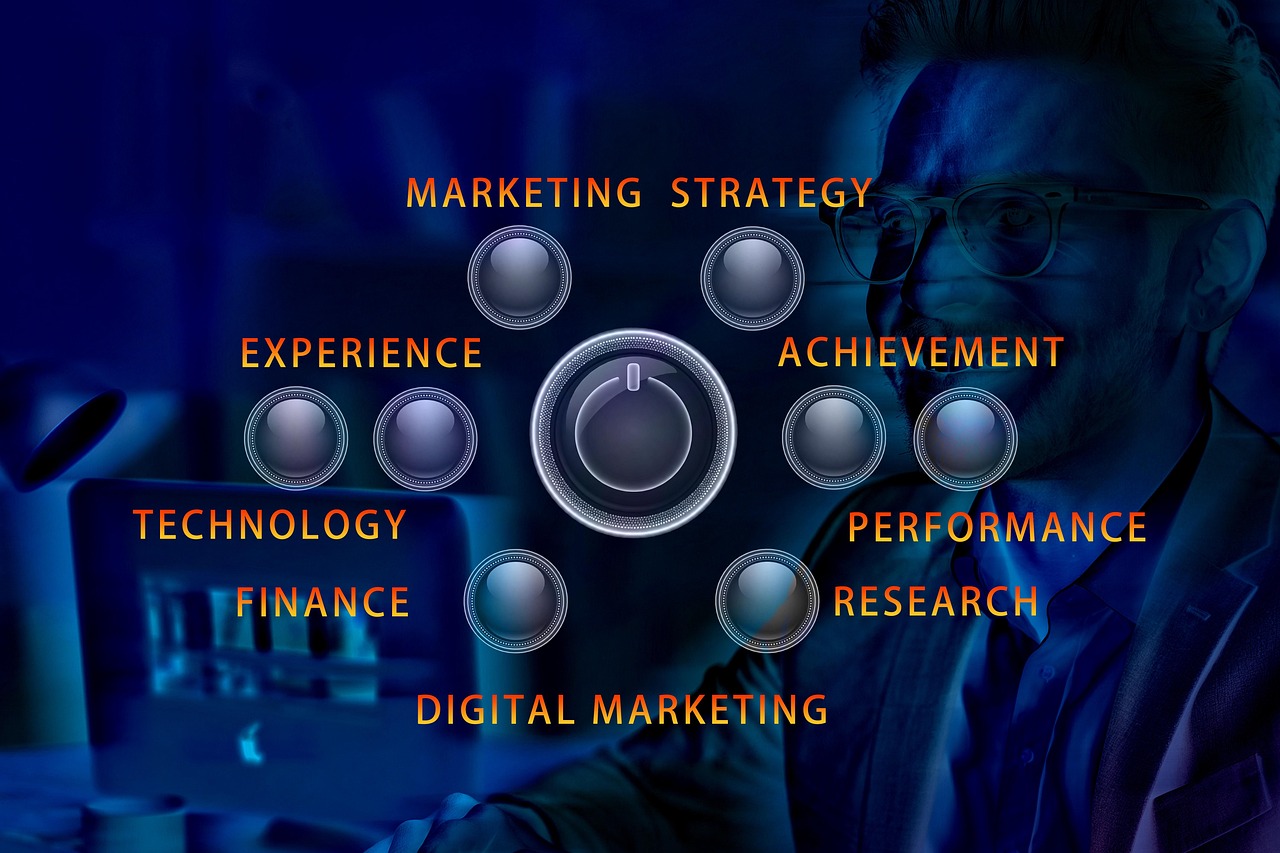 MARKETING STRATEGY
EXPERIENCE
ACHIEVEMENT
TECHNOLOGY
PERFORMANCE
FINANCE
RESEARCH
DIGITAL MARKETING